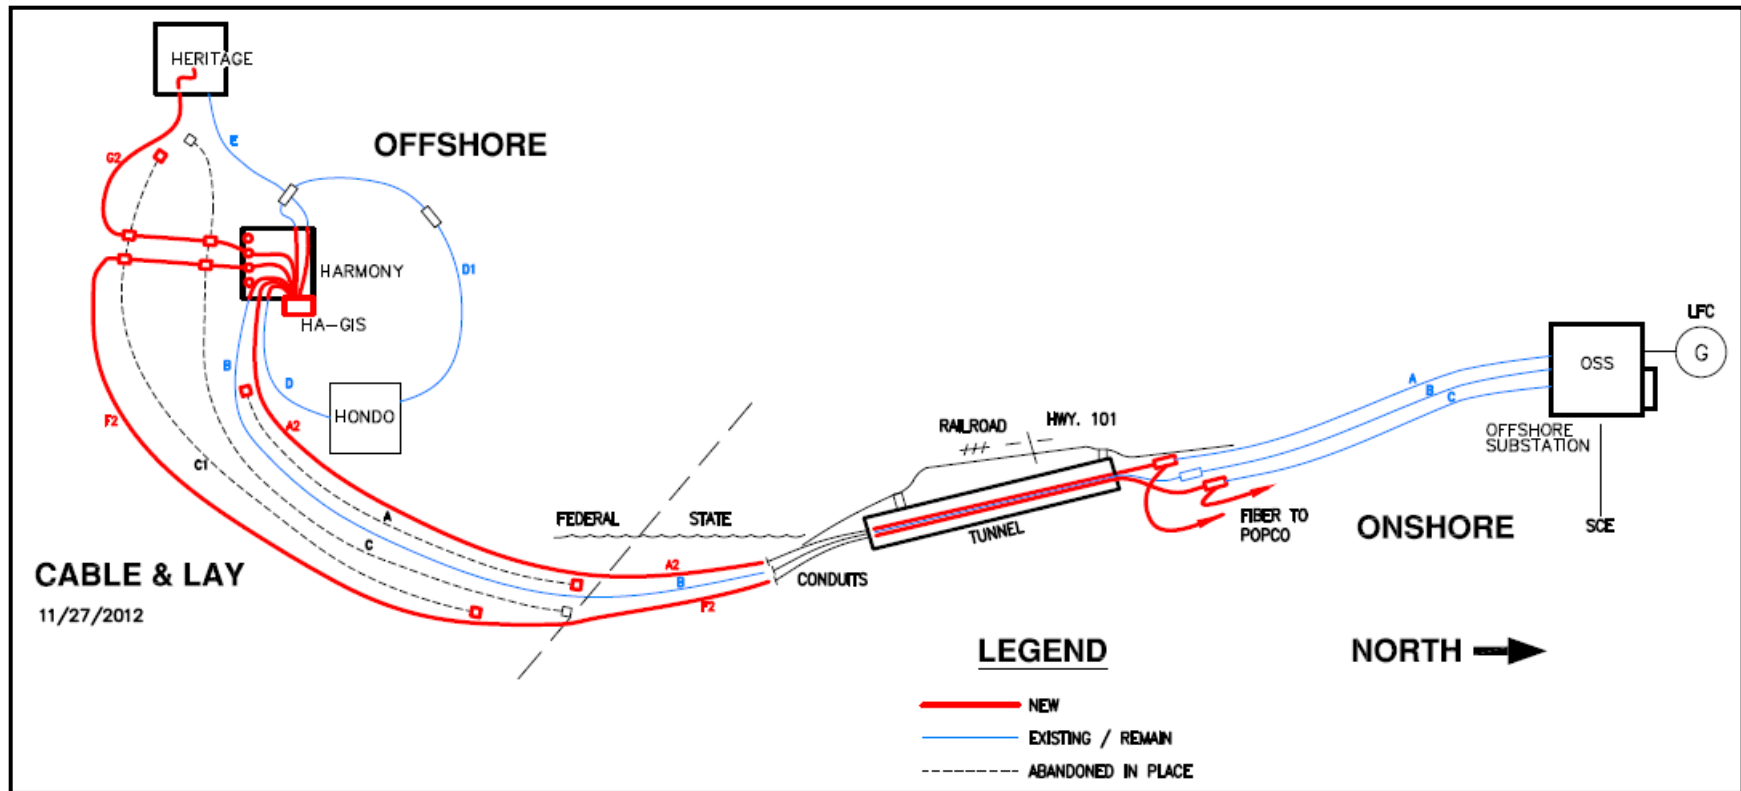 HERITAGE
OFFSHORE
E
G2
D1
HARMONY
HA-GIS
LFC
G
OSS
B
D
HONDO
A
B
C
F2
A2
RAILROAD
HWY. 101
OFFSHORE
SUBSTATION
C1
A
FEDERAL
STATE
TUNNEL
FIBER TO
POPCO
ONSHORE
SCE
C
A2
B
F2
CONDUITS
CABLE & LAY
11/27/2012
LEGEND
NORTH
NEW
EXISTING / REMAIN
ABANDONED IN PLACE